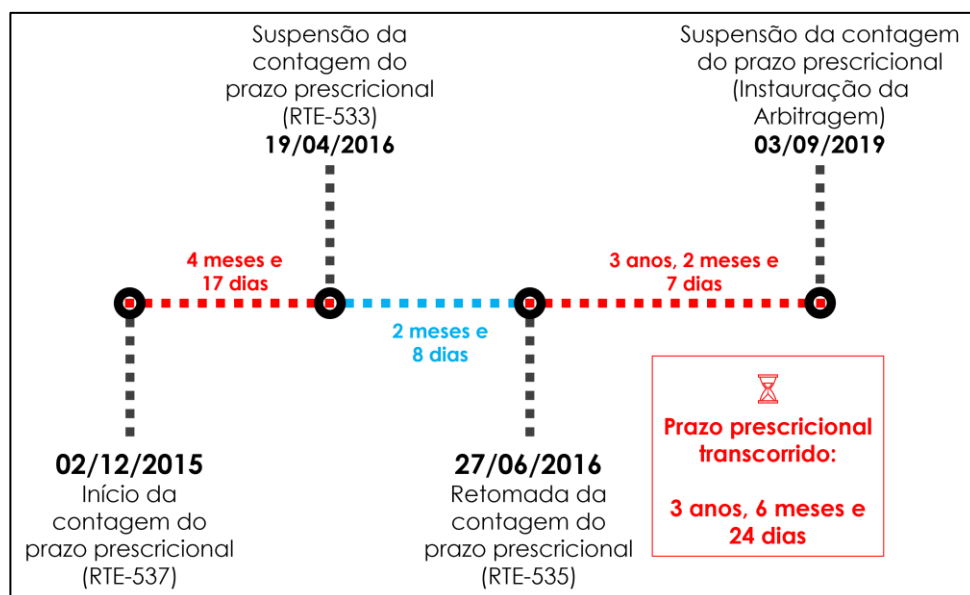 Suspensão da
contagem do
prazo prescricional
(RTE-533)
19/04/2016
Suspensão da contagem
do prazo prescricional
(Instauração da
Arbitragem)
03/09/2019
4 meses e
17 dias
2 meses e
8 dias
3 anos, 2 meses e
7 dias
02/12/2015
Início da
contagem do
prazo prescricional
(RTE-537)
27/06/2016
Retomada da
contagem do
prazo prescricional
(RTE-535)
Prazo prescricional
transcorrido:
3 anos, 6 meses e
24 dias